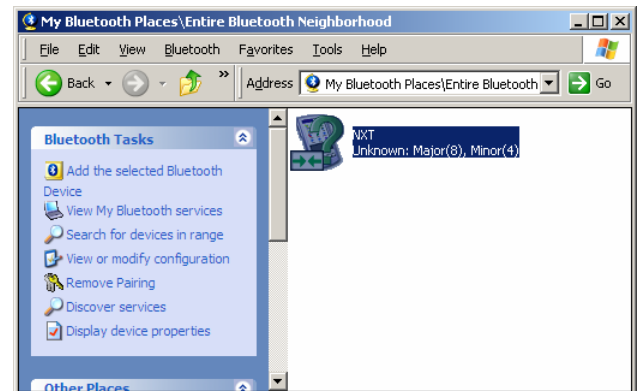 My Bluetooth Places\Entire Bluetooth Neighborhood
File Edit View Bluetooth Favorites Tools Help
Back » Address My Bluetooth Places\Entire Bluetooth Go
Bluetooth Tasks
Add the selected Bluetooth
Device
View My Bluetooth services
Search for devices in range
View or modify configuration
Remove Pairing
Discover services
Display device properties
Other Places
NXT
Unknown: Major(8), Minor(4)